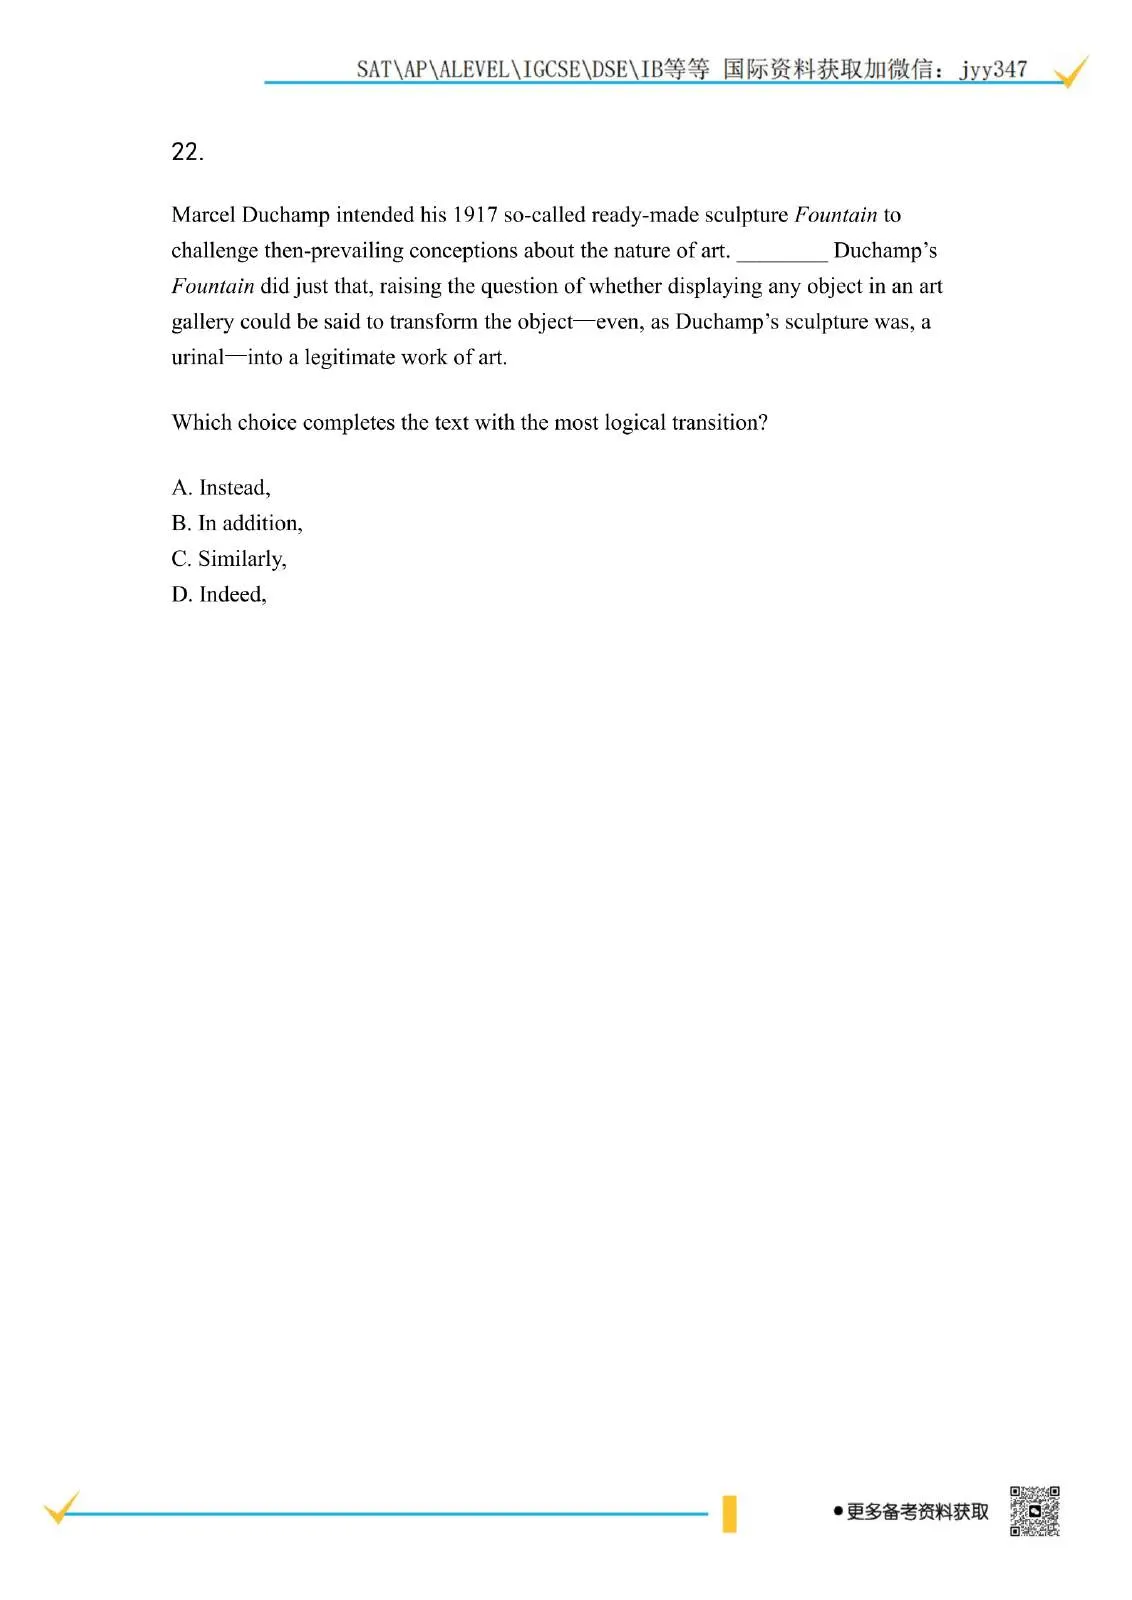 SAT\AP\ALEVEL\IGCSE\DSE\IB等等 国际资料获取加微信：jyy347
22.
Marcel Duchamp intended his 1917 so-called ready-made sculpture Fountain to
challenge then-prevailing conceptions about the nature of art. ________ Duchamp’s
Fountain did just that, raising the question of whether displaying any object in an art
gallery could be said to transform the object—even, as Duchamp’s sculpture was, a
urinal—into a legitimate work of art.
Which choice completes the text with the most logical transition?
A. Instead,
B. In addition,
C. Similarly,
D. Indeed,
●更多备考资料获取